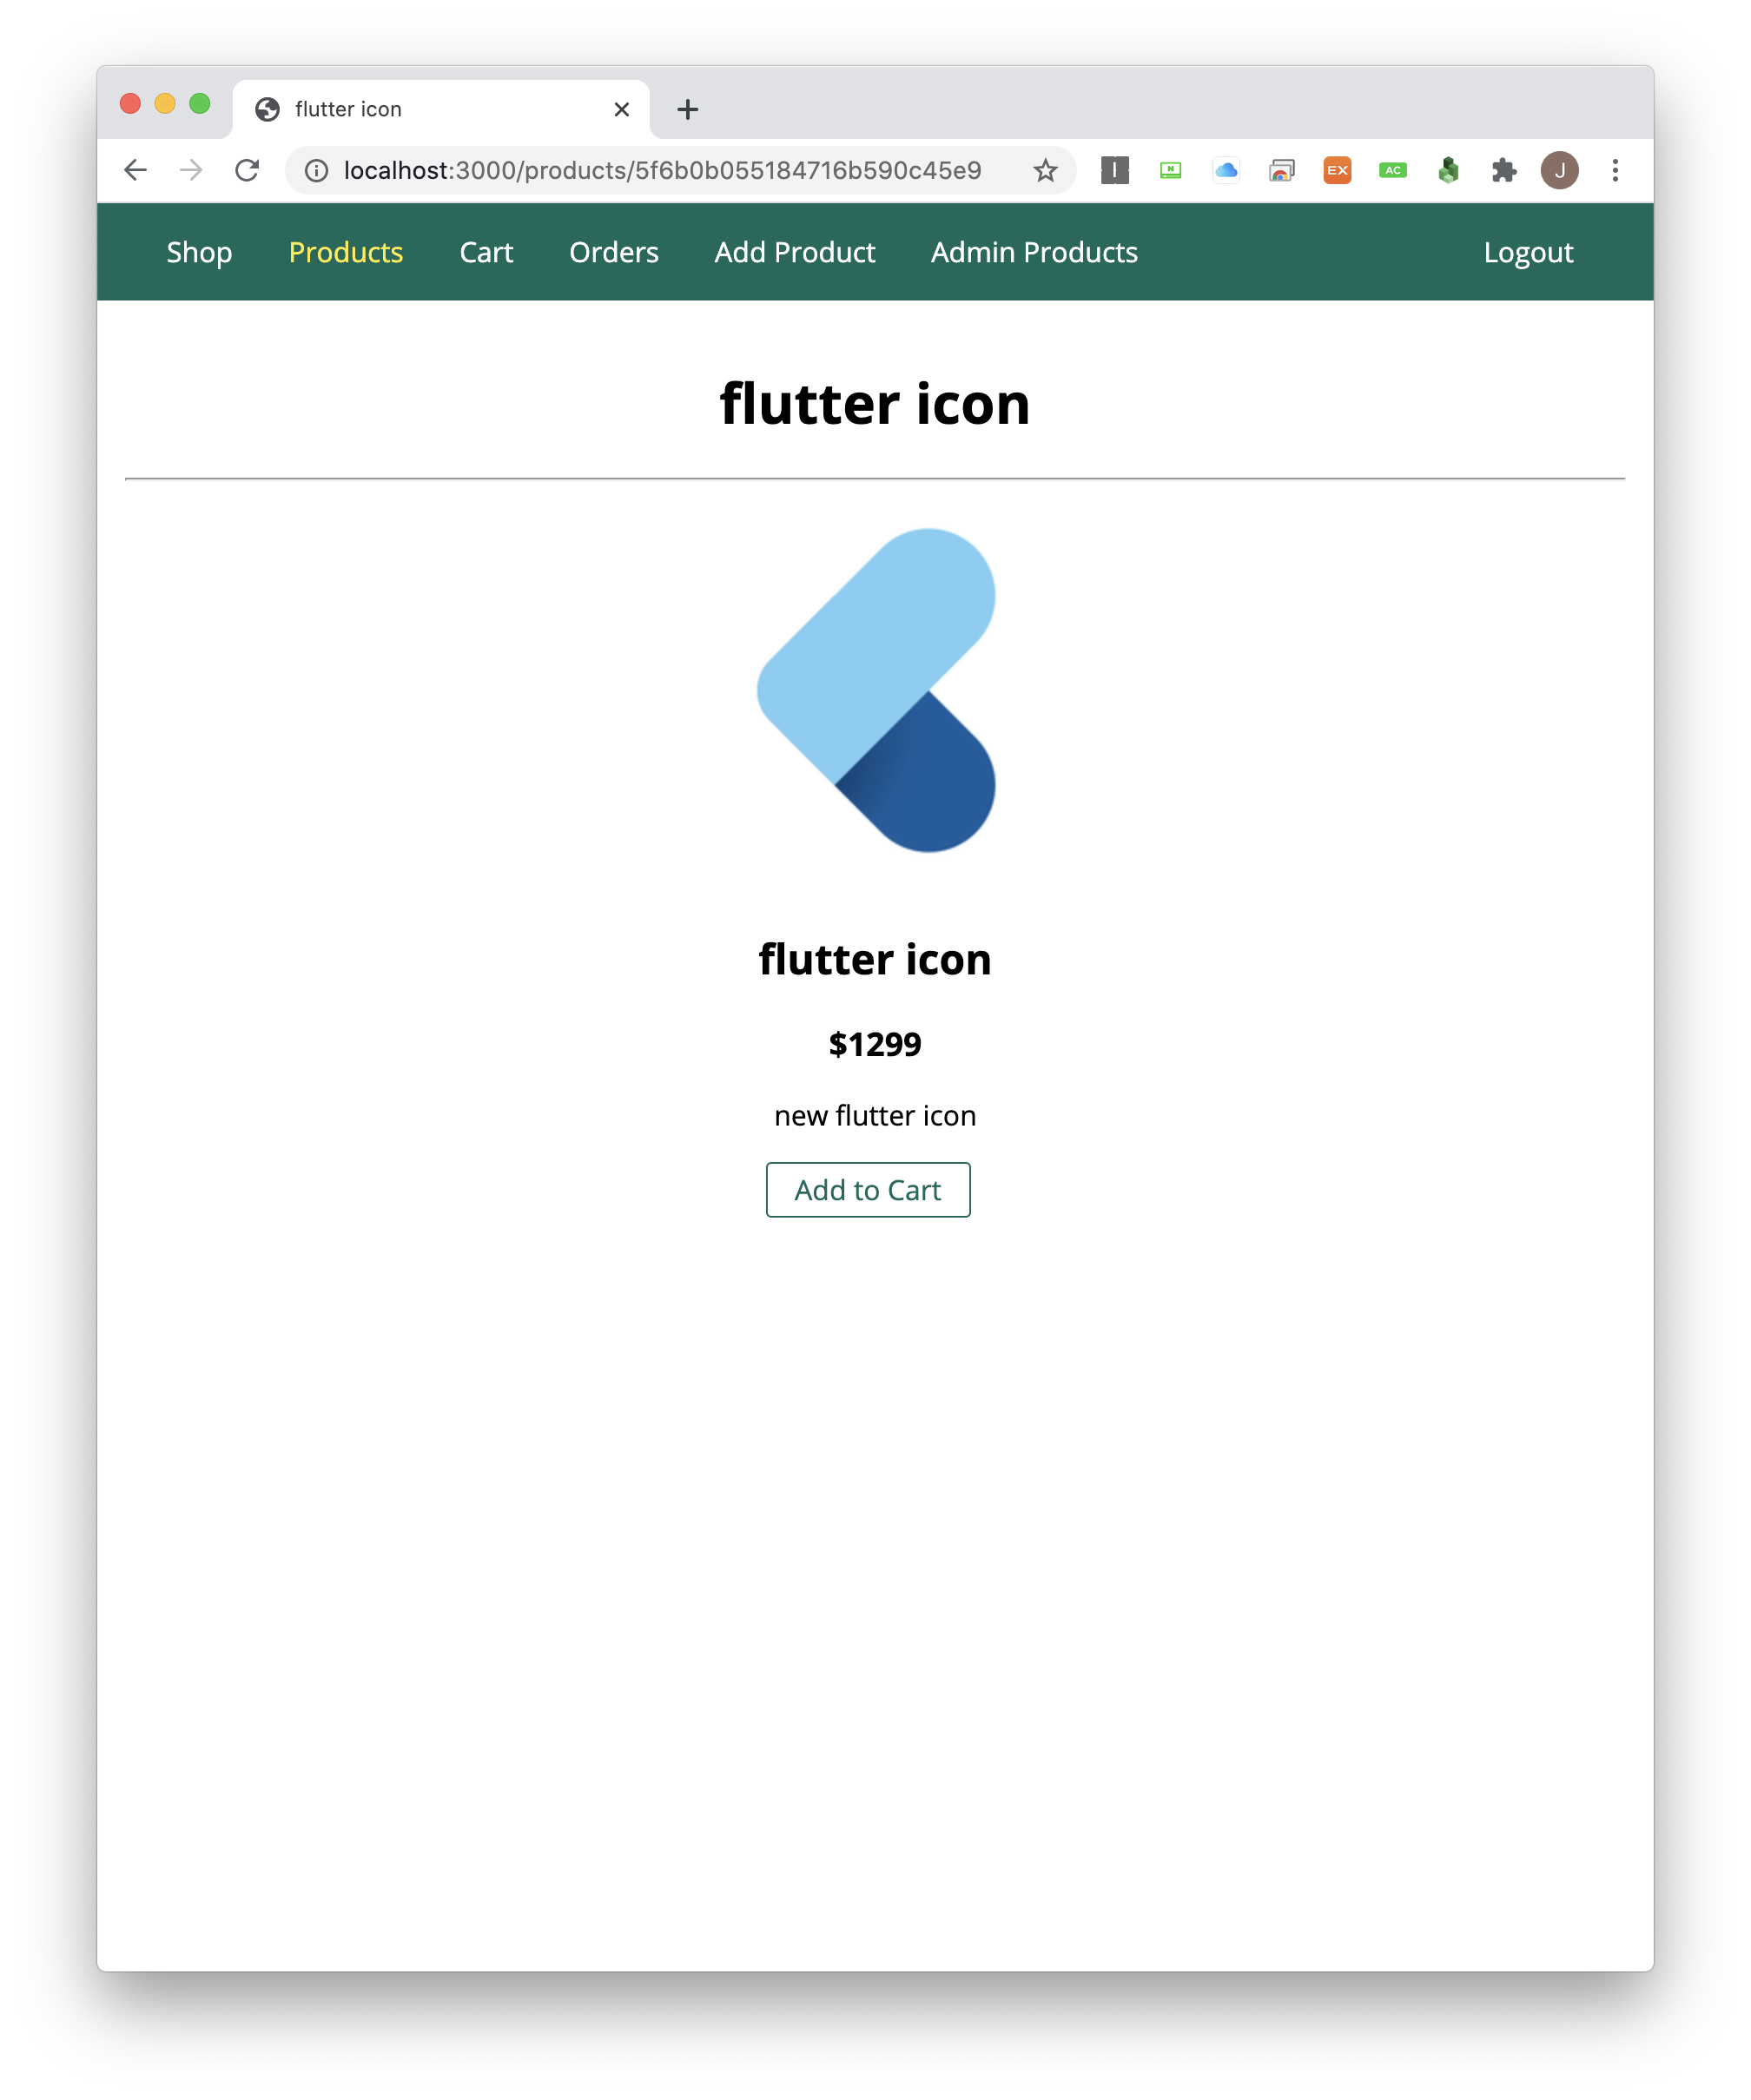 flutter icon
localhost:3000/products/5f6b0b055184716b590c45e9
N
EX
AC
J
Shop Products Cart Orders Add Product Admin Products Logout
flutter icon
flutter icon
$1299
new flutter icon
Add to Cart